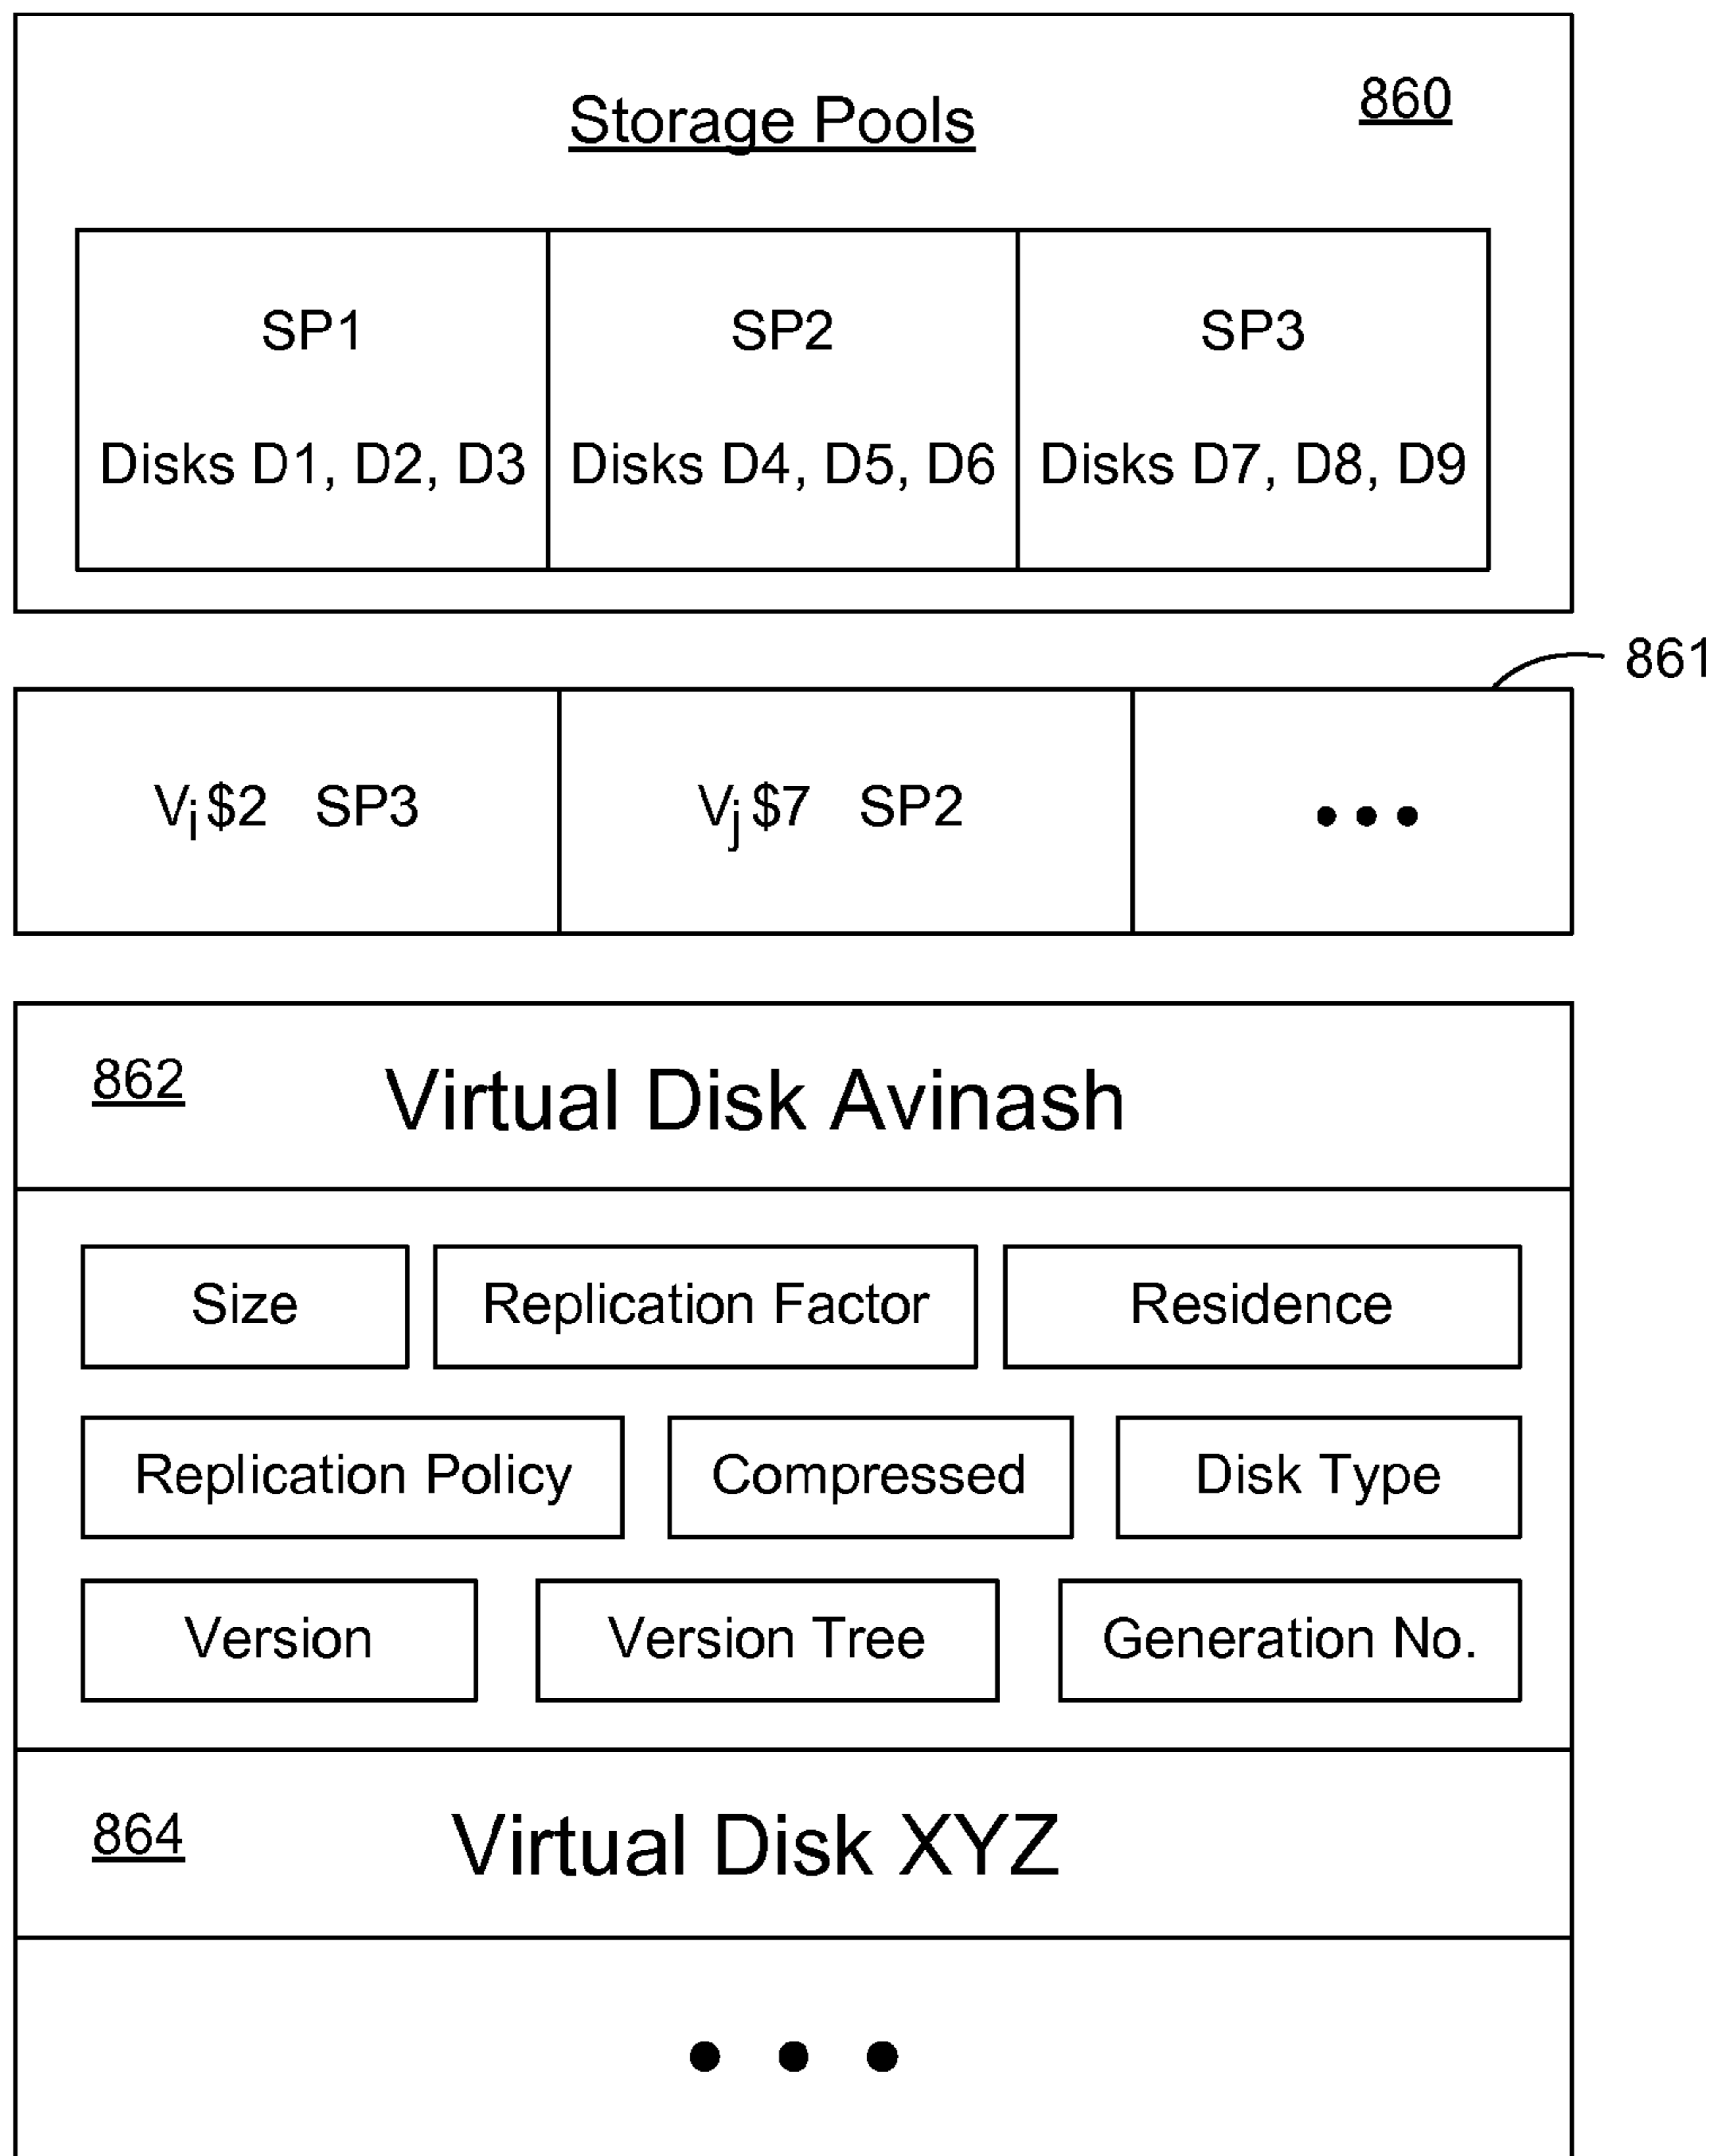 Storage Pools 860
SP1 SP2 SP3
Disks D1, D2, D3 Disks D4, D5, D6 Disks D7, D8, D9
861
Vi$2 SP3 Vj$7 SP2 •••
862 Virtual Disk Avinash
Size Replication Factor Residence
Replication Policy Compressed Disk Type
Version Version Tree Generation No.
864 Virtual Disk XYZ
• • •